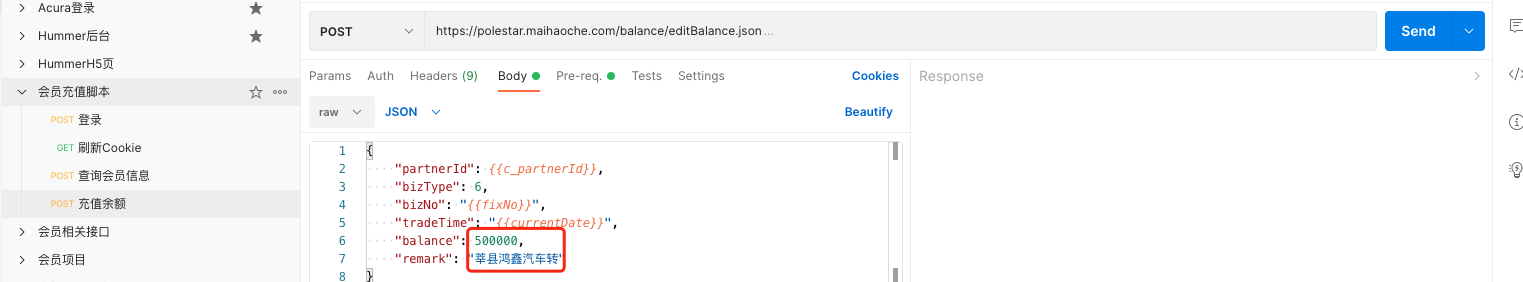 Acura登录
Hummer后台
HummerH5页
会员充值脚本
POST 登录
GET 刷新Cookie
POST 查询会员信息
POST 充值余额
会员相关接口
会员项目
POST
https://polestar.maihaoche.com/balance/editBalance.json ...
Send
Params Auth Headers (9) Body Pre-req. Tests Settings Cookies
raw JSON Beautify
1 {
2 "partnerId": {{c_partnerId}},
3 "bizType": 6,
4 "bizNo": "{{fixNo}}",
5 "tradeTime": "{{currentDate}}",
6 "balance": 500000,
7 "remark": "莘县鸿鑫汽车转"
8 }
Response